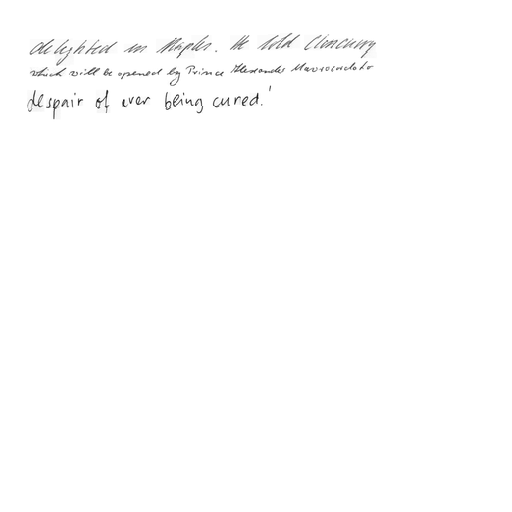 delighted in Naples. He told Cloncurry
which will be opened by Prince Alexander Mavrocordato
despair of ever being cured.'